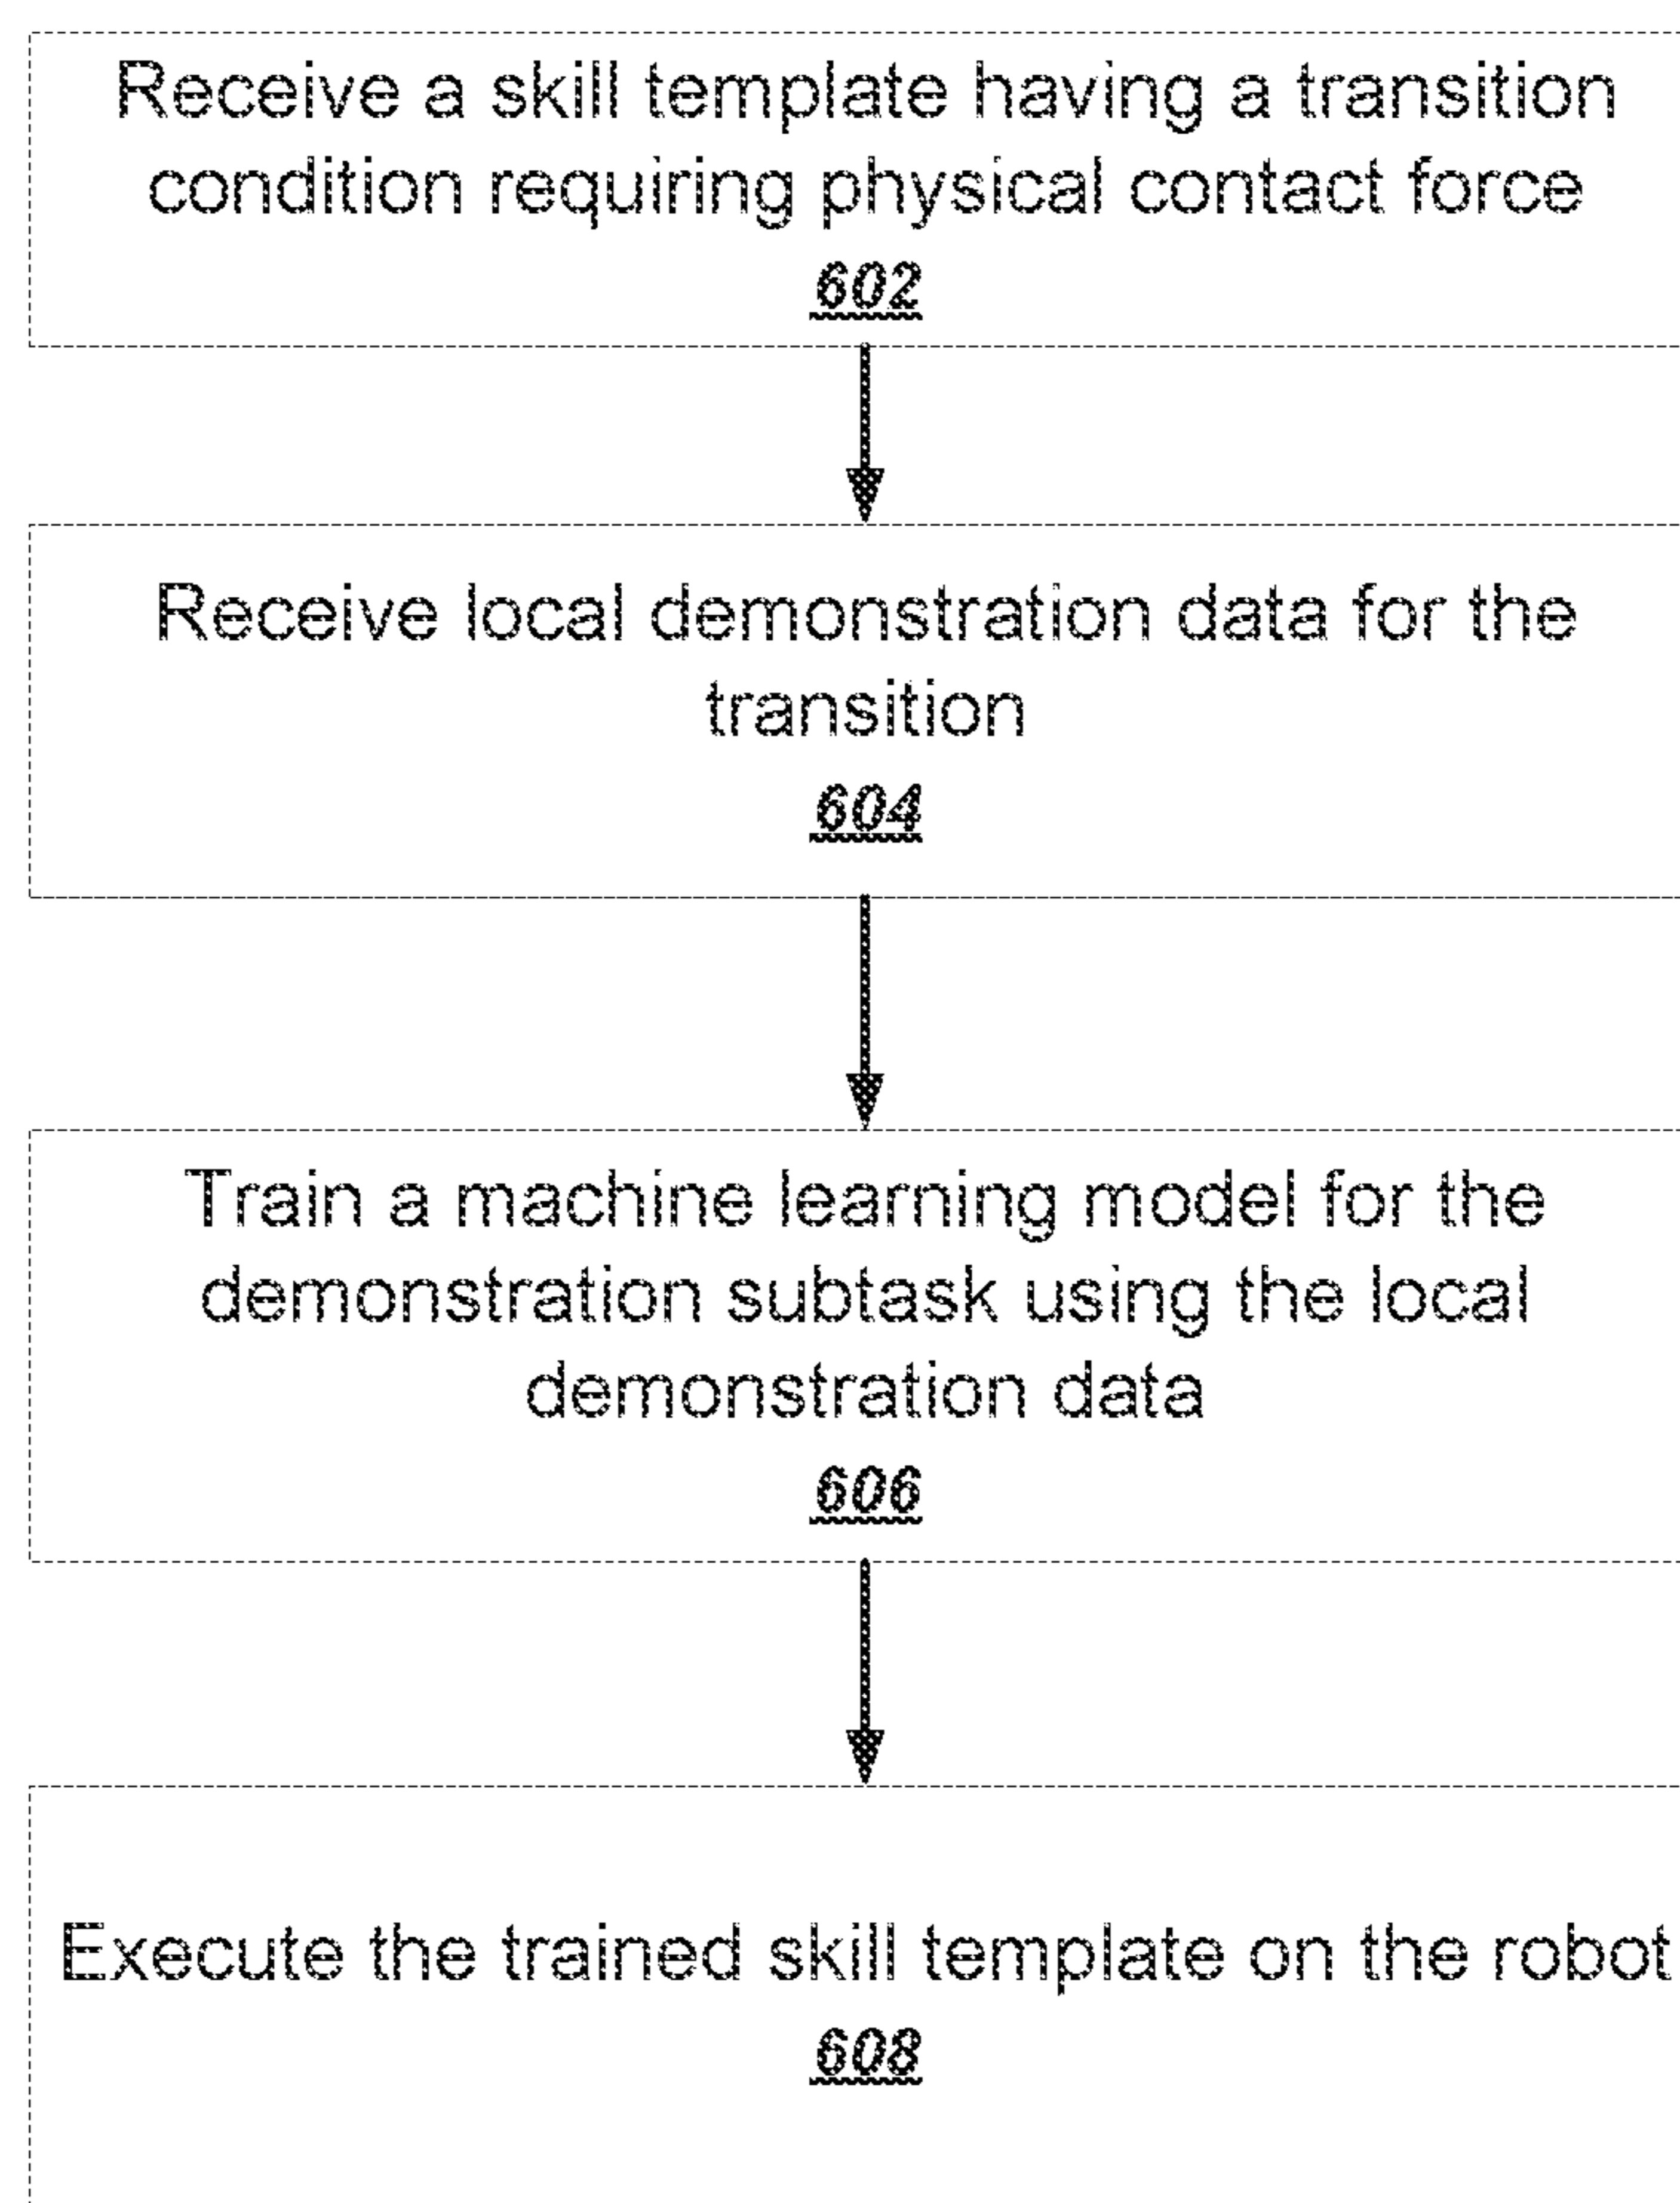 Receive a skill template having a transition
condition requiring physical contact force
602
Receive local demonstration data for the
transition
604
Train a machine learning model for the
demonstration subtask using the local
demonstration data
606
Execute the trained skill template on the robot
608